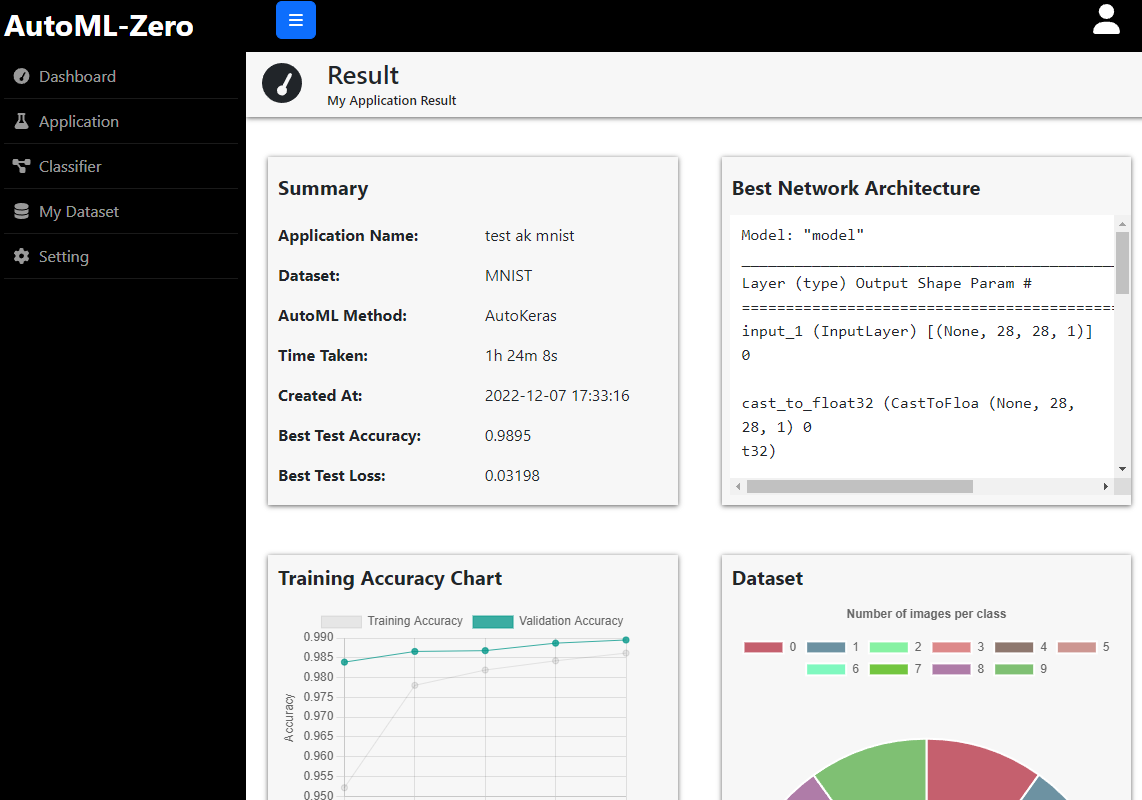 AutoML-Zero
Dashboard
Application
Classifier
My Dataset
Setting
Result
My Application Result
Summary
Application Name: test ak mnist
Dataset: MNIST
AutoML Method: AutoKeras
Time Taken: 1h 24m 8s
Created At: 2022-12-07 17:33:16
Best Test Accuracy: 0.9895
Best Test Loss: 0.03198
Best Network Architecture
Model: "model"
Layer (type) Output Shape Param #
input_1 (InputLayer) [(None, 28, 28, 1)]
0
cast_to_float32 (CastToFloa (None, 28,
28, 1) 0
t32)
Training Accuracy Chart
Training Accuracy Validation Accuracy
0.990
0.985
0.980
0.975
0.970
0.965
0.960
0.955
0.950
Accuracy
Dataset
Number of images per class
0 1 2 3 4 5
6 7 8 9